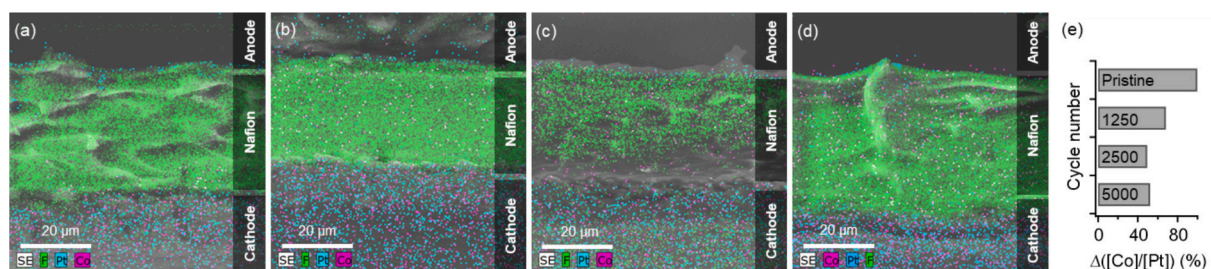 (a)
Anode
Nafion
Cathode
20 µm
SE F Pt Co
(b)
Anode
Nafion
Cathode
20 µm
SE F Pt Co
(c)
Anode
Nafion
Cathode
20 µm
SE F Pt Co
(d)
Anode
Nafion
Cathode
20 µm
SE Co Pt F
(e)
Cycle number
Pristine
1250
2500
5000
0 40 80
Δ([Co]/[Pt]) (%)